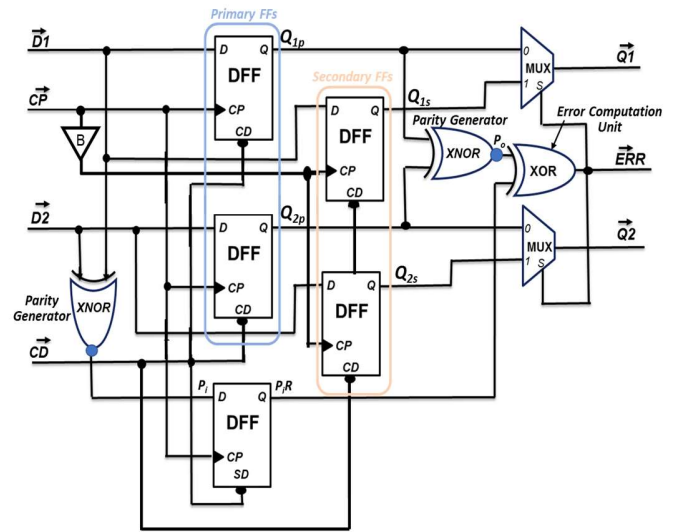 Primary FFs
D1
D
Q
Q1p
DFF
CP
CD
0
MUX
1 S
Q1
Secondary FFs
CP
B
D
Q
Q1s
DFF
CP
CD
Parity Generator
XNOR
Po
Error Computation
Unit
XOR
ERR
D2
D
Q
Q2p
DFF
CP
CD
0
MUX
1
S
Q2
Parity
Generator
XNOR
D
Q
Q2s
DFF
CP
CD
CD
Pi
D
Q
PiR
DFF
CP
SD